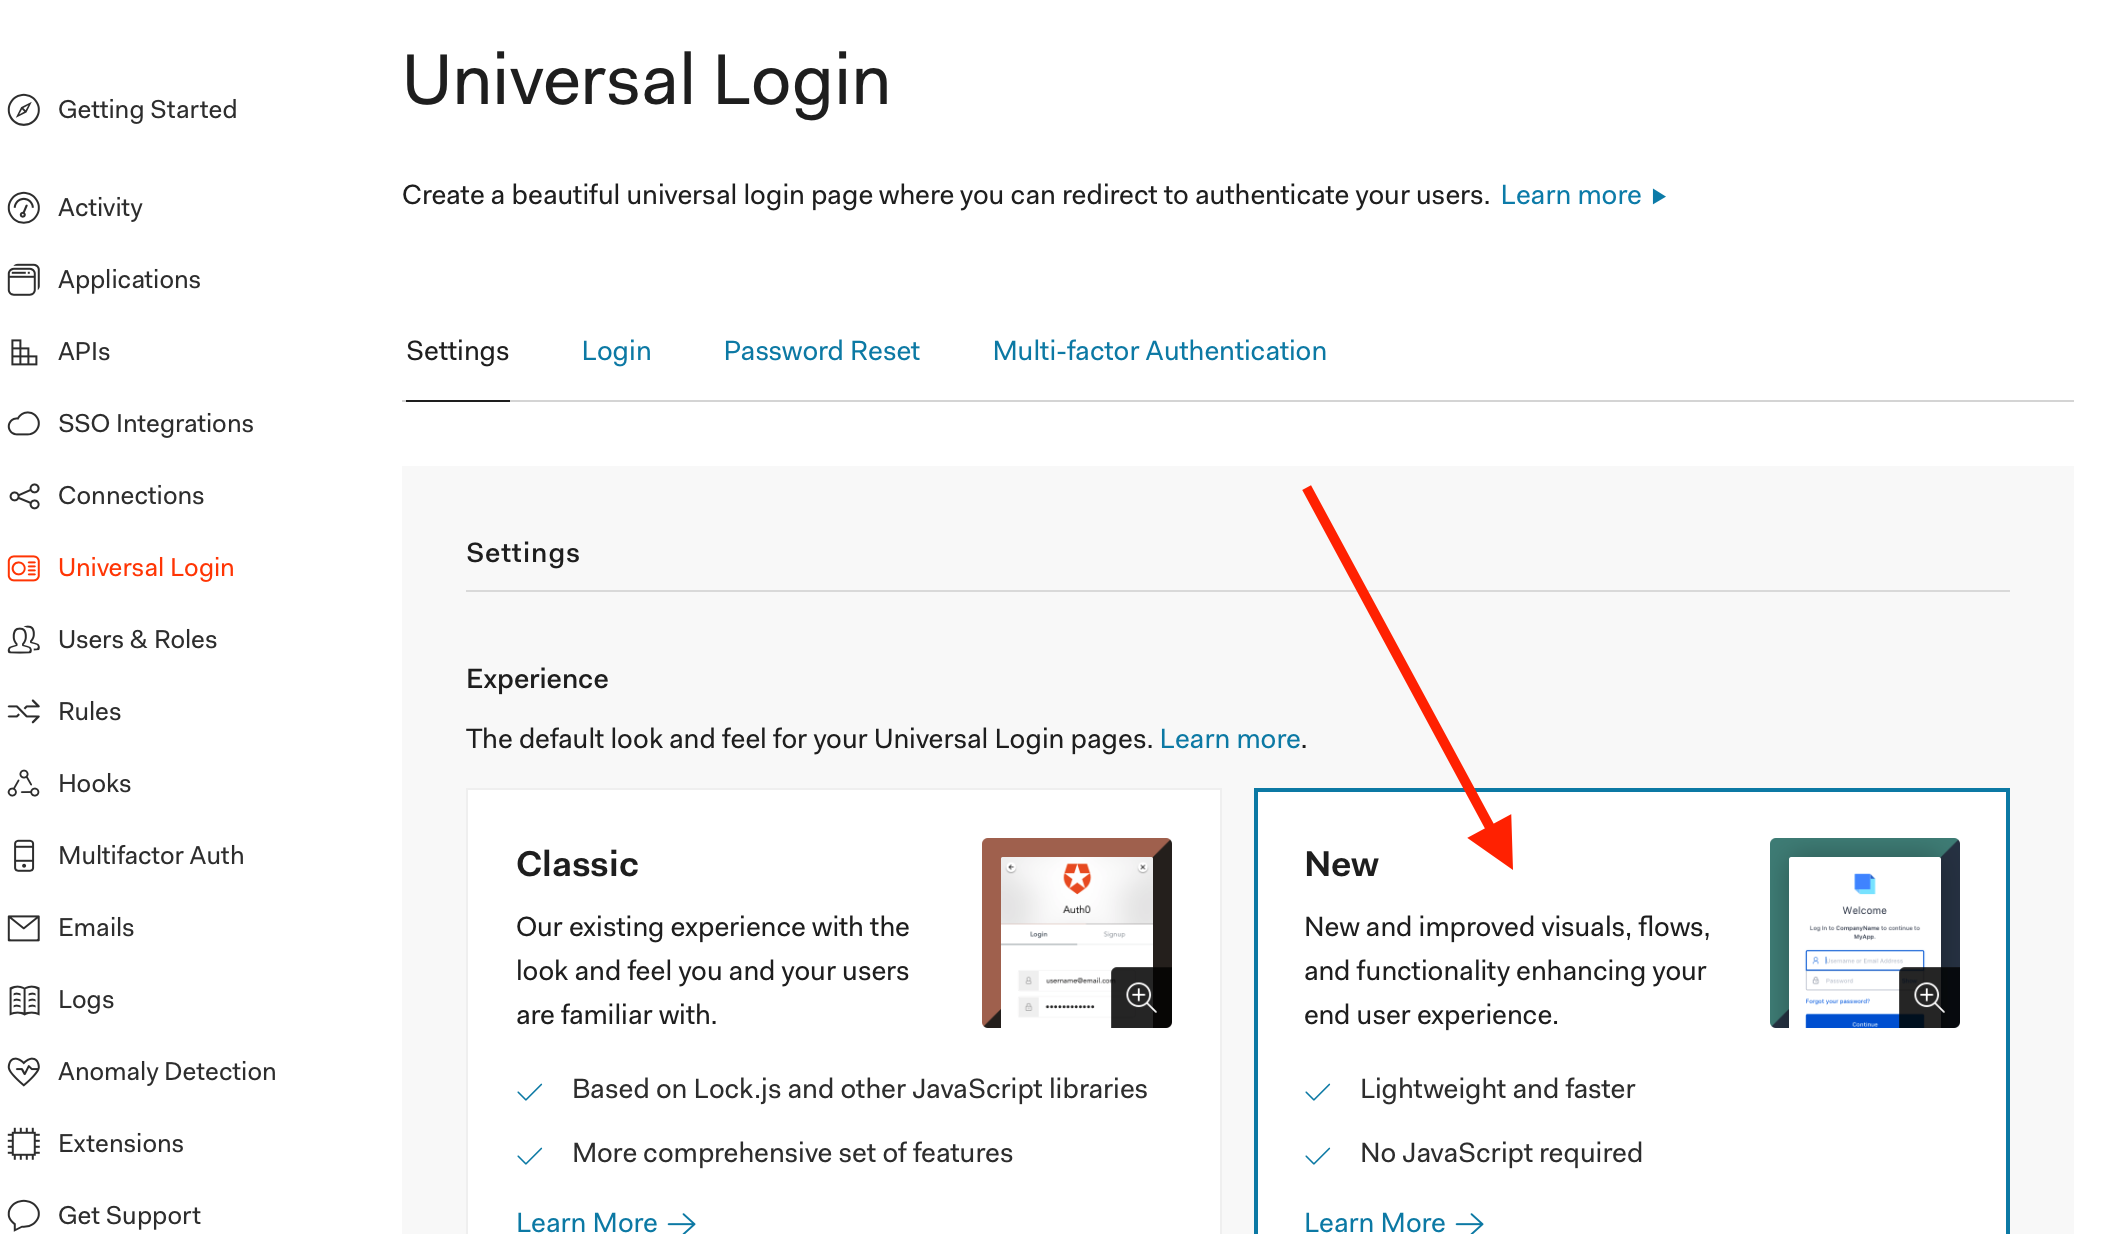 Universal Login
Getting Started
Create a beautiful universal login page where you can redirect to authenticate your users. Learn more
Activity
Applications
APIs
SSO Integrations
Connections
Universal Login
Users & Roles
Rules
Hooks
Multifactor Auth
Emails
Logs
Anomaly Detection
Extensions
Get Support
Settings
Login
Password Reset
Multi-factor Authentication
Settings
Experience
The default look and feel for your Universal Login pages. Learn more.
Classic
Our existing experience with the
look and feel you and your users
are familiar with.
Auth0
Login
Signup
username@email.co
Based on Lock.js and other JavaScript libraries
More comprehensive set of features
Learn More
New
New and improved visuals, flows,
and functionality enhancing your
end user experience.
Welcome
Log In to CompanyName to continue to
MyApp.
Username or Email Address
Password
Forgot your password?
Continue
Lightweight and faster
No JavaScript required
Learn More